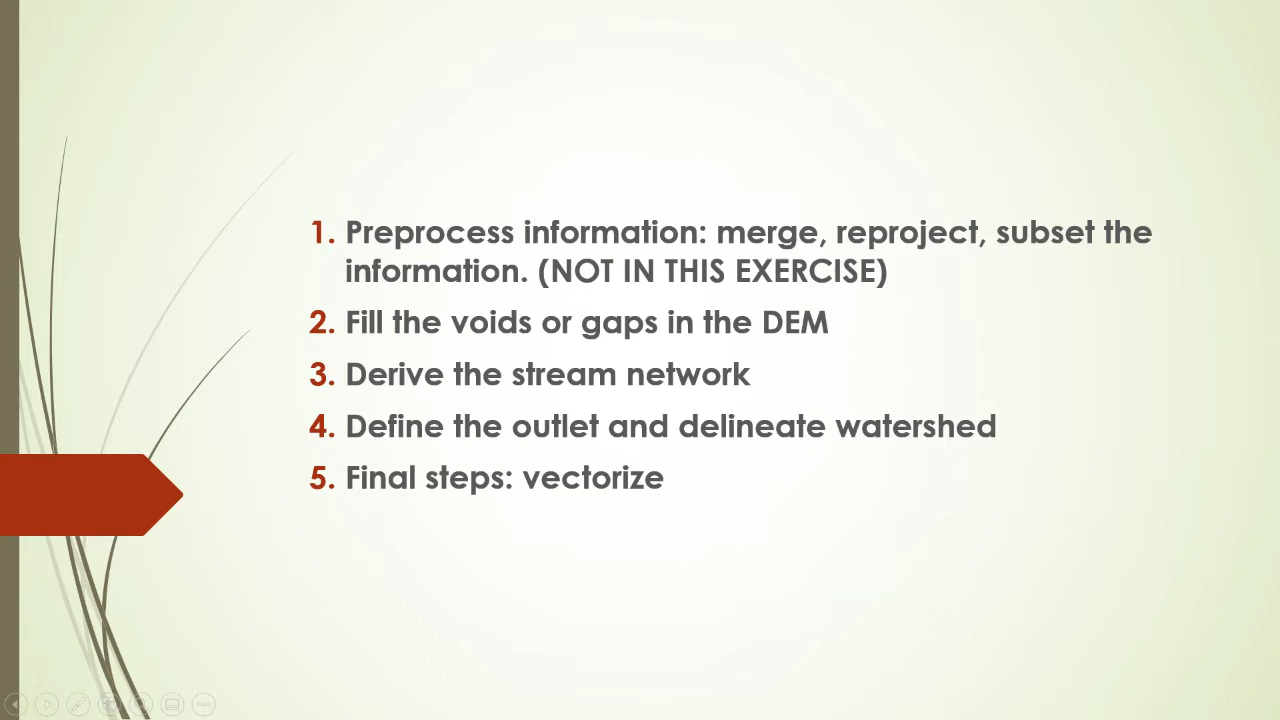 1. Preprocess information: merge, reproject, subset the
information. (NOT IN THIS EXERCISE)
2. Fill the voids or gaps in the DEM
3. Derive the stream network
4. Define the outlet and delineate watershed
5. Final steps: vectorize